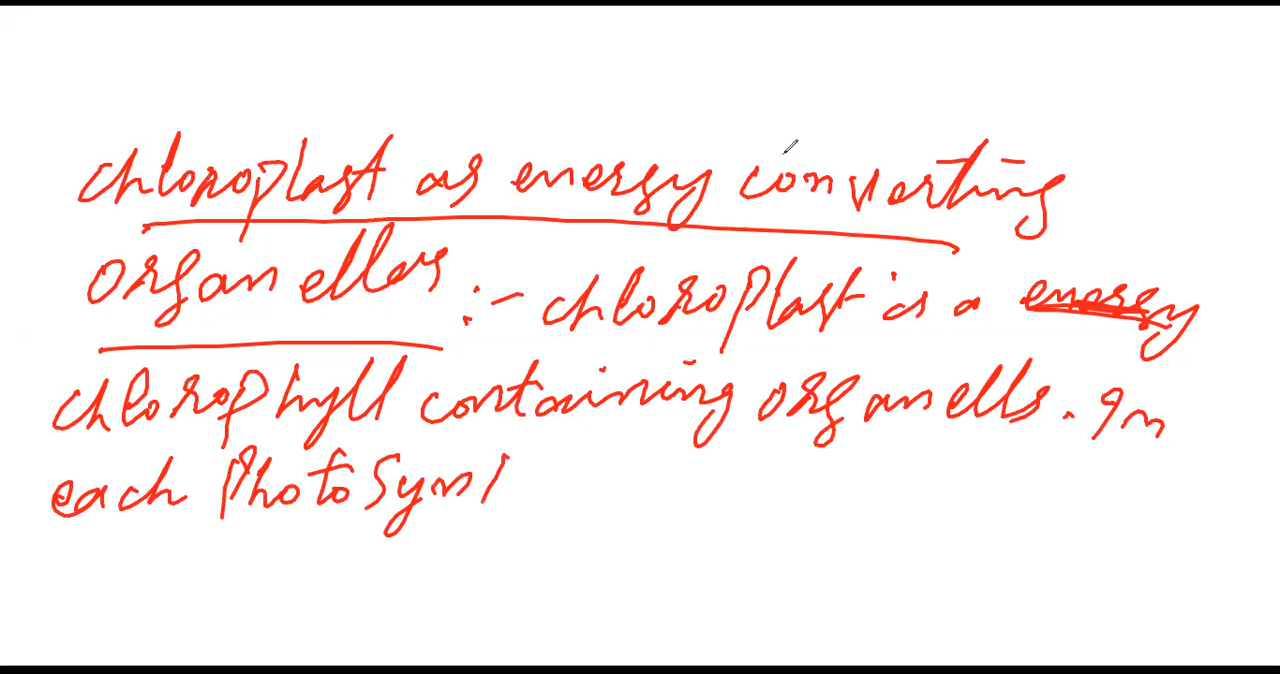 chloroplast as energy converting
organelles :- chloroplast is a energy
chlorophyll containing organells. In
each Photosyn